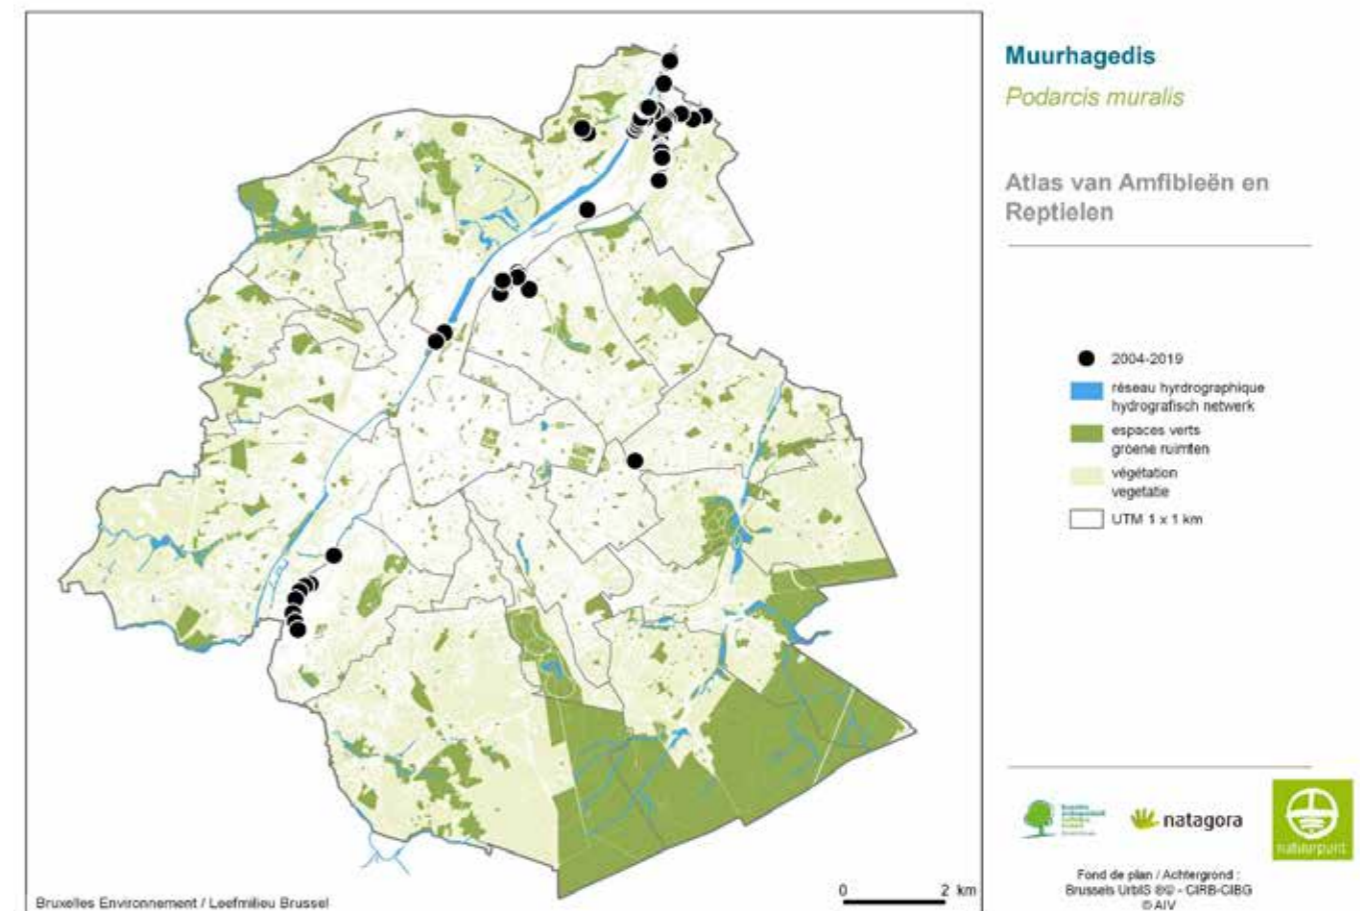 Muurhagedis
Podarcis muralis
Atlas van Amfibieën en
Reptielen
2004-2019
réseau hyrdrographique
hydrografisch netwerk
espaces verts
groene ruimten
végétation
vegetatie
UTM 1 x 1 km
natagora
natuurpunt
Fond de plan / Achtergrond :
Brussels UrbIS ®© - CIRB-CIBG
© AIV
0 2 km
Bruxelles Environnement / Leefmilieu Brussel